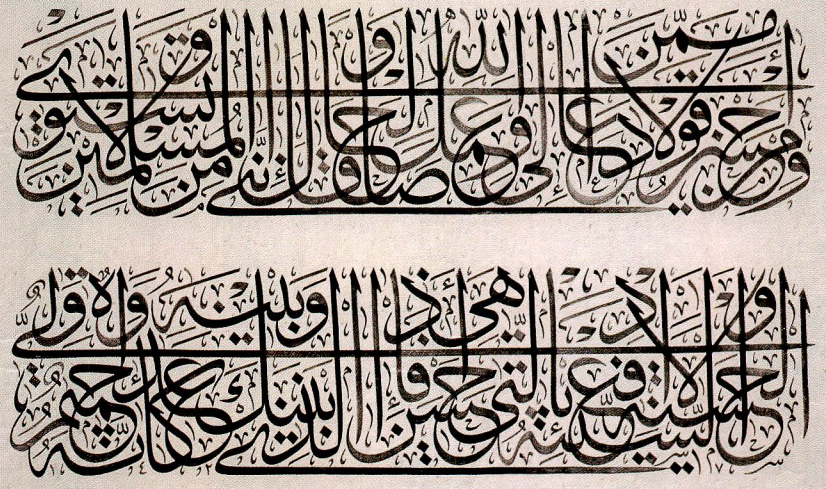 ومن أحسن قولا ممن دعا إلى الله وعمل صالحا وقال إنني من المسلمين ولا تستوي
الحسنة ولا السيئة ادفع بالتي هي أحسن فإذا الذي بينك وبينه عداوة كأنه ولي حميم